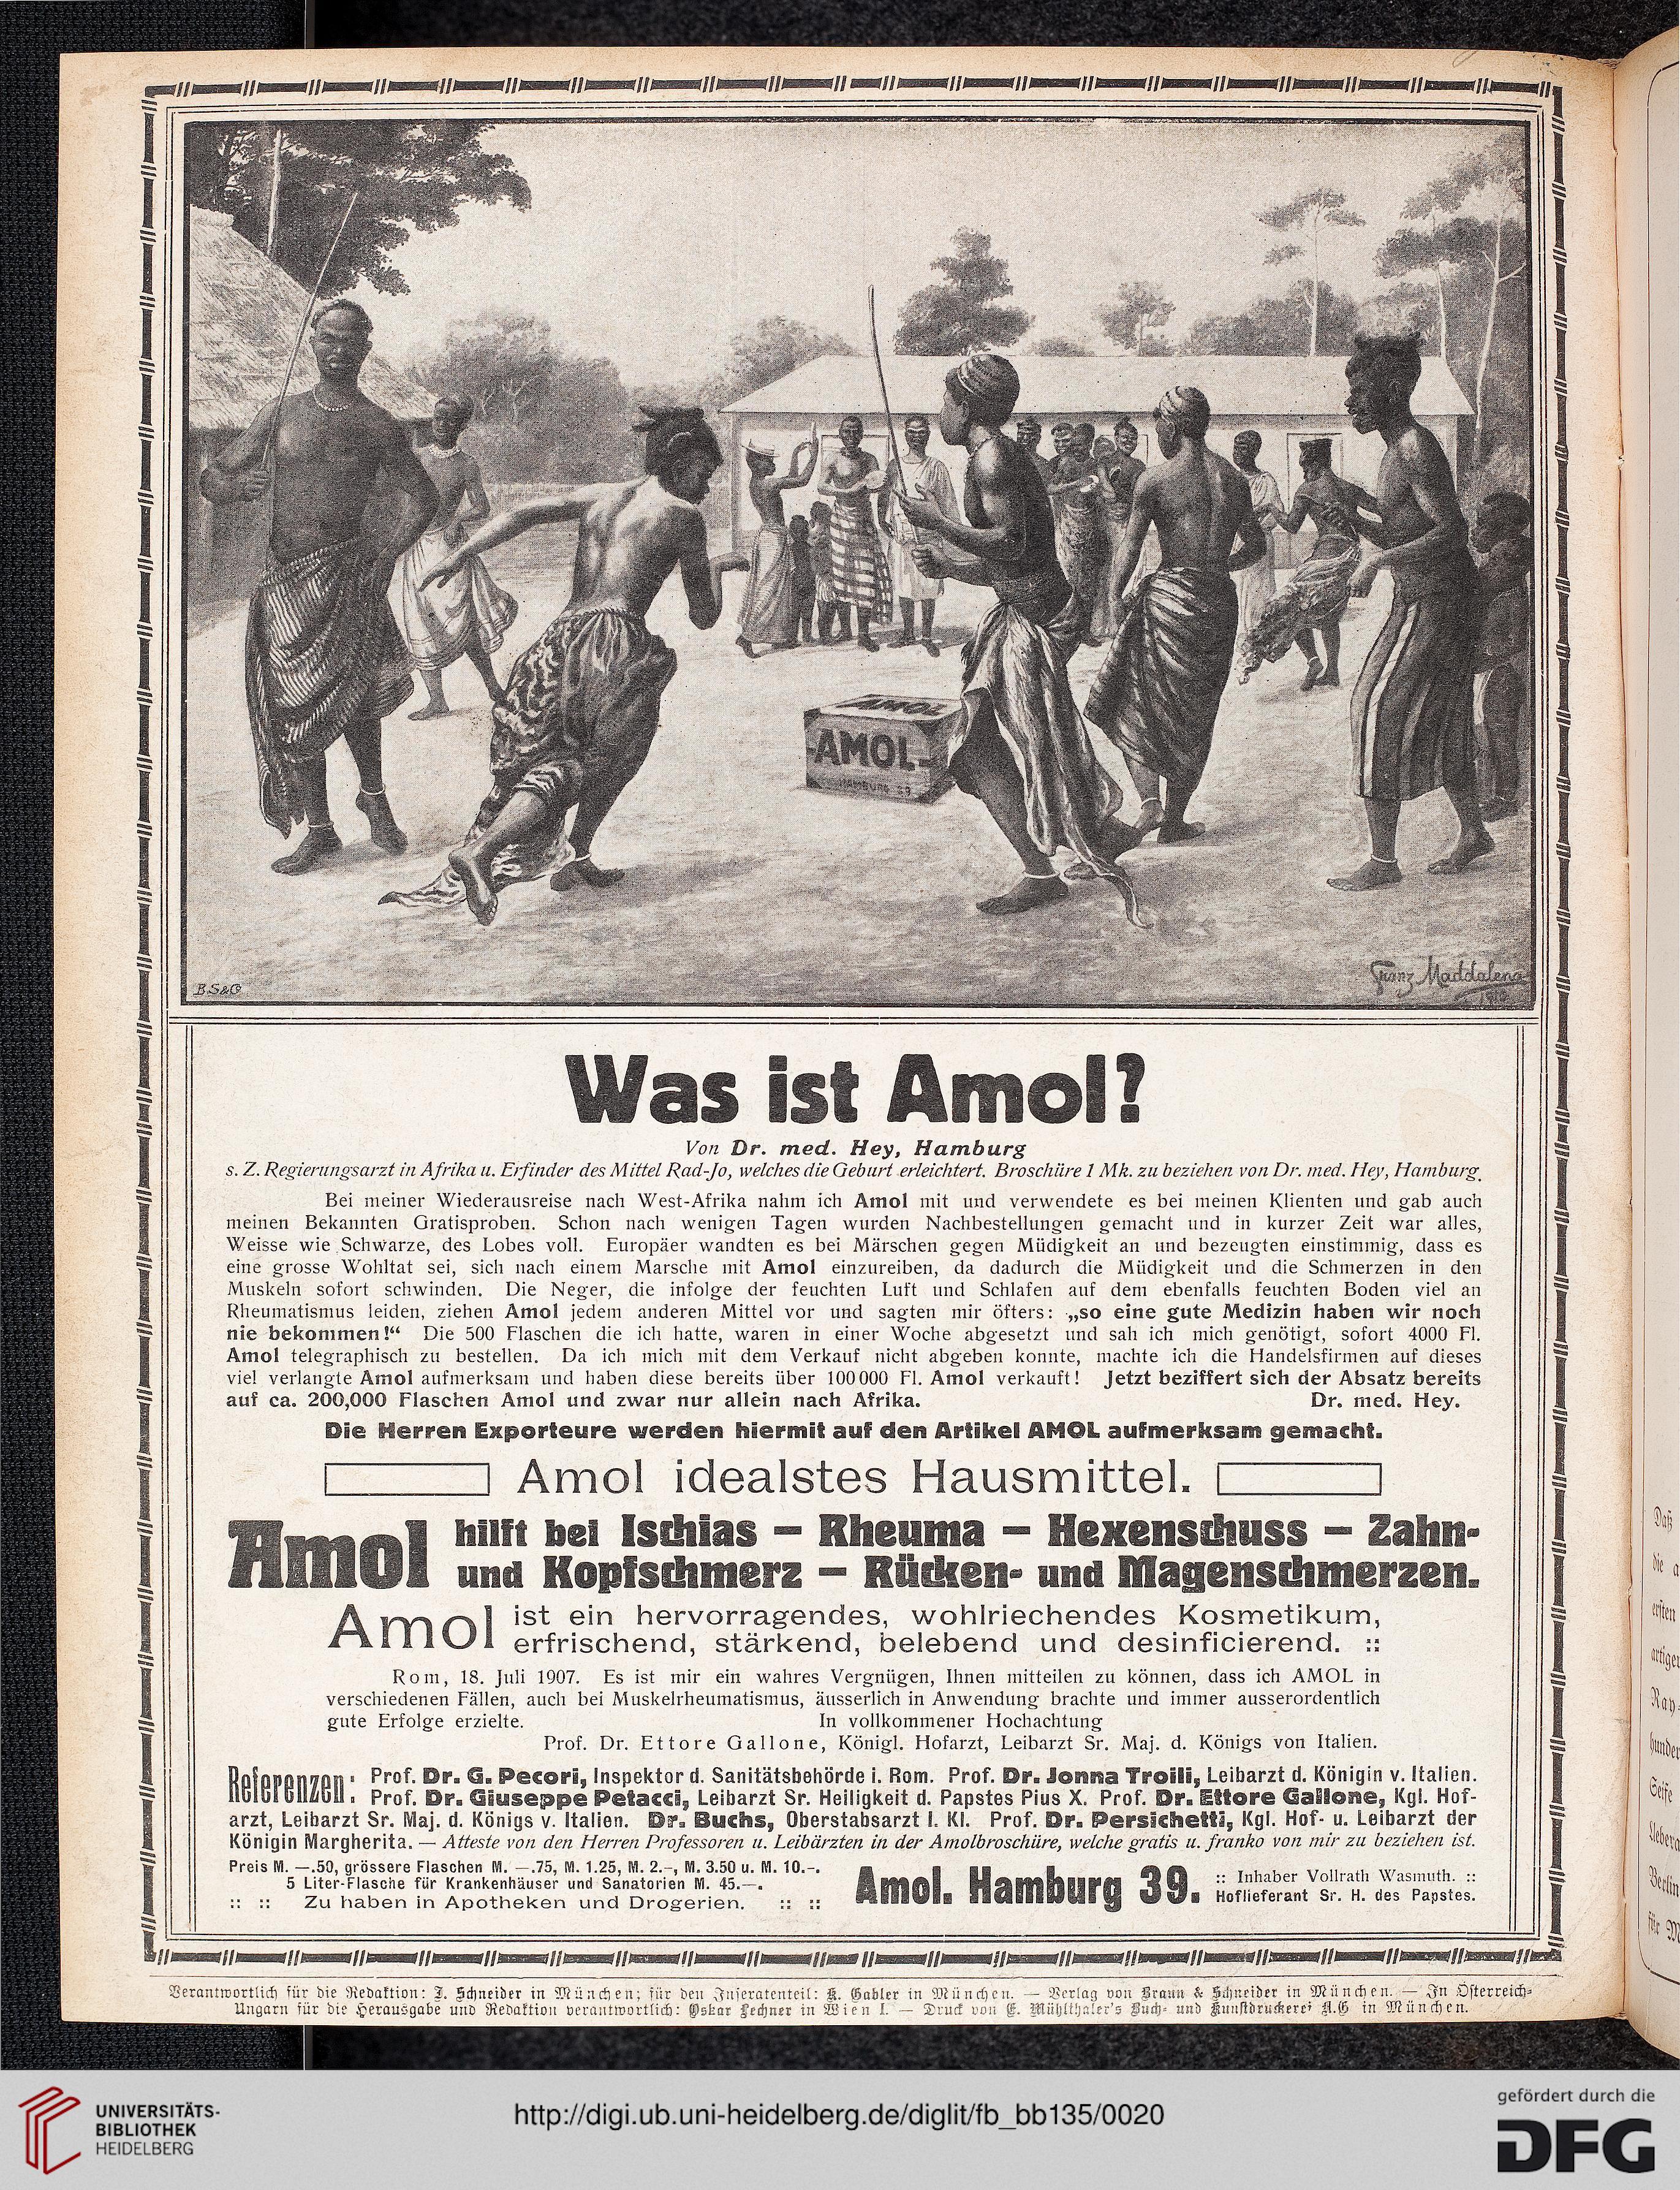 AMOL
-AMOL-
HAMBURG 39
B.S&C
Franz Maddalena
Was ist Amol?
Von Dr. med. Hey, Hamburg
s. Z. Regierungsarzt in Afrika u. Erfinder des Mittel Rad-Jo, welches die Geburt erleichtert. Broschüre 1 Mk. zu beziehen von Dr. med. Hey, Hamburg.
Bei meiner Wiederausreise nach West-Afrika nahm ich Amol mit und verwendete es bei meinen Klienten und gab auch
meinen Bekannten Gratisproben. Schon nach wenigen Tagen wurden Nachbestellungen gemacht und in kurzer Zeit war alles,
Weisse wie Schwarze, des Lobes voll. Europäer wandten es bei Märschen gegen Müdigkeit an und bezeugten einstimmig, dass es
eine grosse Wohltat sei, sich nach einem Marsche mit Amol einzureiben, da dadurch die Müdigkeit und die Schmerzen in den
Muskeln sofort schwinden. Die Neger, die infolge der feuchten Luft und Schlafen auf dem ebenfalls feuchten Boden viel an
Rheumatismus leiden, ziehen Amol jedem anderen Mittel vor und sagten mir öfters: „so eine gute Medizin haben wir noch
nie bekommen!“ Die 500 Flaschen die ich hatte, waren in einer Woche abgesetzt und sah ich mich genötigt, sofort 4000 Fl.
Amol telegraphisch zu bestellen. Da ich mich mit dem Verkauf nicht abgeben konnte, machte ich die Handelsfirmen auf dieses
viel verlangte Amol aufmerksam und haben diese bereits über 100000 Fl. Amol verkauft! Jetzt beziffert sich der Absatz bereits
auf ca. 200,000 Flaschen Amol und zwar nur allein nach Afrika. Dr. med. Hey.
Die Herren Exporteure werden hiermit auf den Artikel AMOL aufmerksam gemacht.
Amol idealstes Hausmittel.
Amol hilft bei Ischias – Rheuma – Hexenschuss – Zahn-
und Kopfschmerz – Rücken- und Magenschmerzen.
Amol ist ein hervorragendes, wohlriechendes Kosmetikum,
erfrischend, stärkend, belebend und desinficierend. ::
Rom, 18. Juli 1907. Es ist mir ein wahres Vergnügen, Ihnen mitteilen zu können, dass ich AMOL in
verschiedenen Fällen, auch bei Muskelrheumatismus, äusserlich in Anwendung brachte und immer ausserordentlich
gute Erfolge erzielte. In vollkommener Hochachtung
Prof. Dr. Ettore Gallone, Königl. Hofarzt, Leibarzt Sr. Maj. d. Königs von Italien.
Referenzen: Prof. Dr. G. Pecori, Inspektor d. Sanitätsbehörde i. Rom. Prof. Dr. Jonna Troili, Leibarzt d. Königin v. Italien.
Prof. Dr. Giuseppe Petacci, Leibarzt Sr. Heiligkeit d. Papstes Pius X. Prof. Dr. Ettore Gallone, Kgl. Hof-
arzt, Leibarzt Sr. Maj. d. Königs v. Italien. Dr. Buchs, Oberstabsarzt I. Kl. Prof. Dr. Persichetti, Kgl. Hof- u. Leibarzt der
Königin Margherita. — Atteste von den Herren Professoren u. Leibärzten in der Amolbroschüre, welche gratis u. franko von mir zu beziehen ist.
Preis M. —.50, grössere Flaschen M. —.75, M. 1.25, M. 2.–, M. 3.50 u. M. 10.–.
5 Liter-Flasche für Krankenhäuser und Sanatorien M. 45.—.
:: :: Zu haben in Apotheken und Drogerien. :: ::
Amol. Hamburg 39.
:: Inhaber Vollrath Wasmuth. ::
Hoflieferant Sr. H. des Papstes.
Verantwortlich für die Redaktion: J. Schneider in München; für den Inseratenteil: K. Gabler in München. — Verlag von Braun & Schneider in München. — In Österreich-
Ungarn für die Herausgabe und Redaktion verantwortlich: Oskar Lechner in Wien I. — Druck von E. Mühlthaler's Buch- und Kunstdruckerei A.G in München.
Daß
die
ersten
Ray-
Seife
Berlin
für
UNIVERSITÄTS-
BIBLIOTHEK
HEIDELBERG
http://digi.ub.uni-heidelberg.de/diglit/fb_bb135/0020
gefördert durch die
DFG